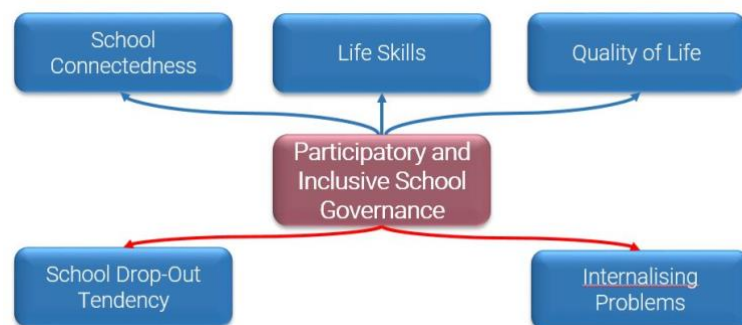 School
Connectedness
Life Skills
Quality of Life
Participatory and
Inclusive School
Governance
School Drop-Out
Tendency
Internalising
Problems